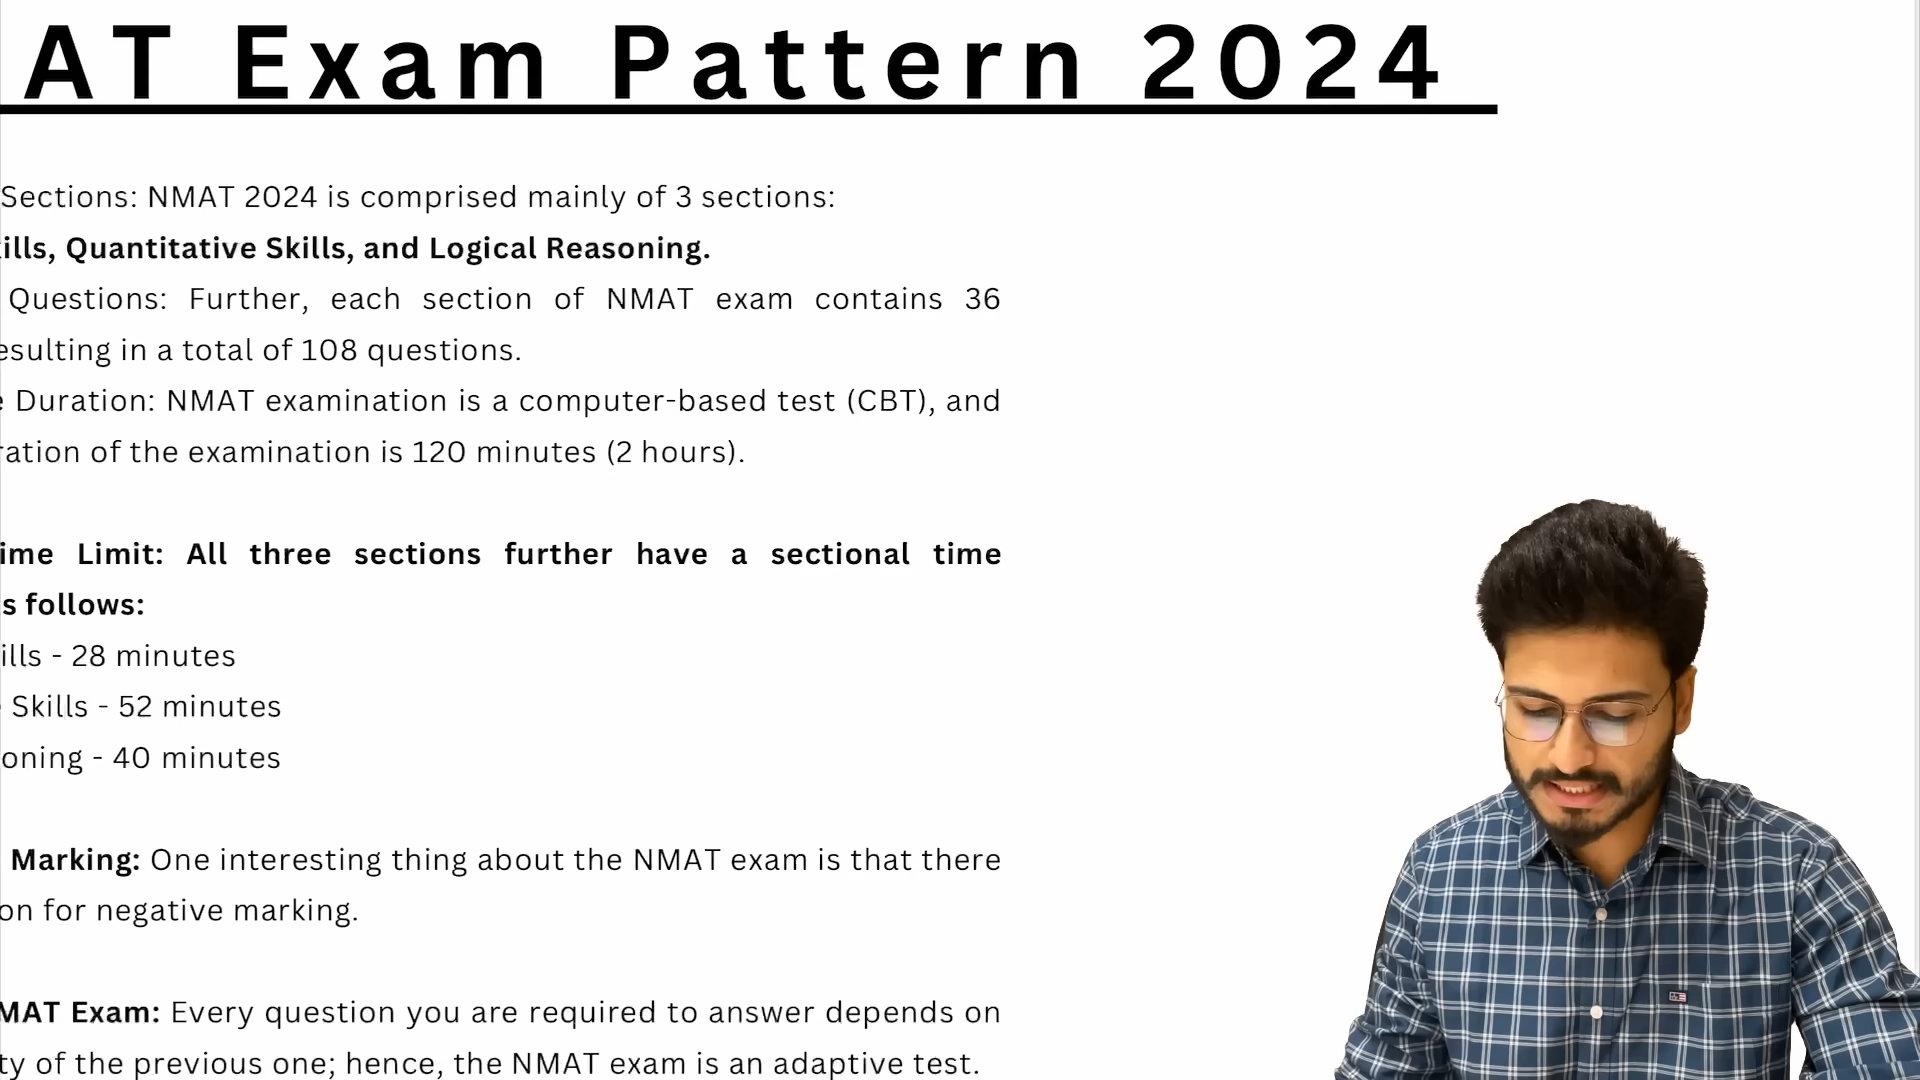 AT Exam Pattern 2024
Sections: NMAT 2024 is comprised mainly of 3 sections:
ills, Quantitative Skills, and Logical Reasoning.
Questions: Further, each section of NMAT exam contains 36
esulting in a total of 108 questions.
e Duration: NMAT examination is a computer-based test (CBT), and
ration of the examination is 120 minutes (2 hours).
ime Limit: All three sections further have a sectional time
s follows:
ills - 28 minutes
Skills - 52 minutes
oning - 40 minutes
Marking: One interesting thing about the NMAT exam is that there
on for negative marking.
MAT Exam: Every question you are required to answer depends on
ty of the previous one; hence, the NMAT exam is an adaptive test.